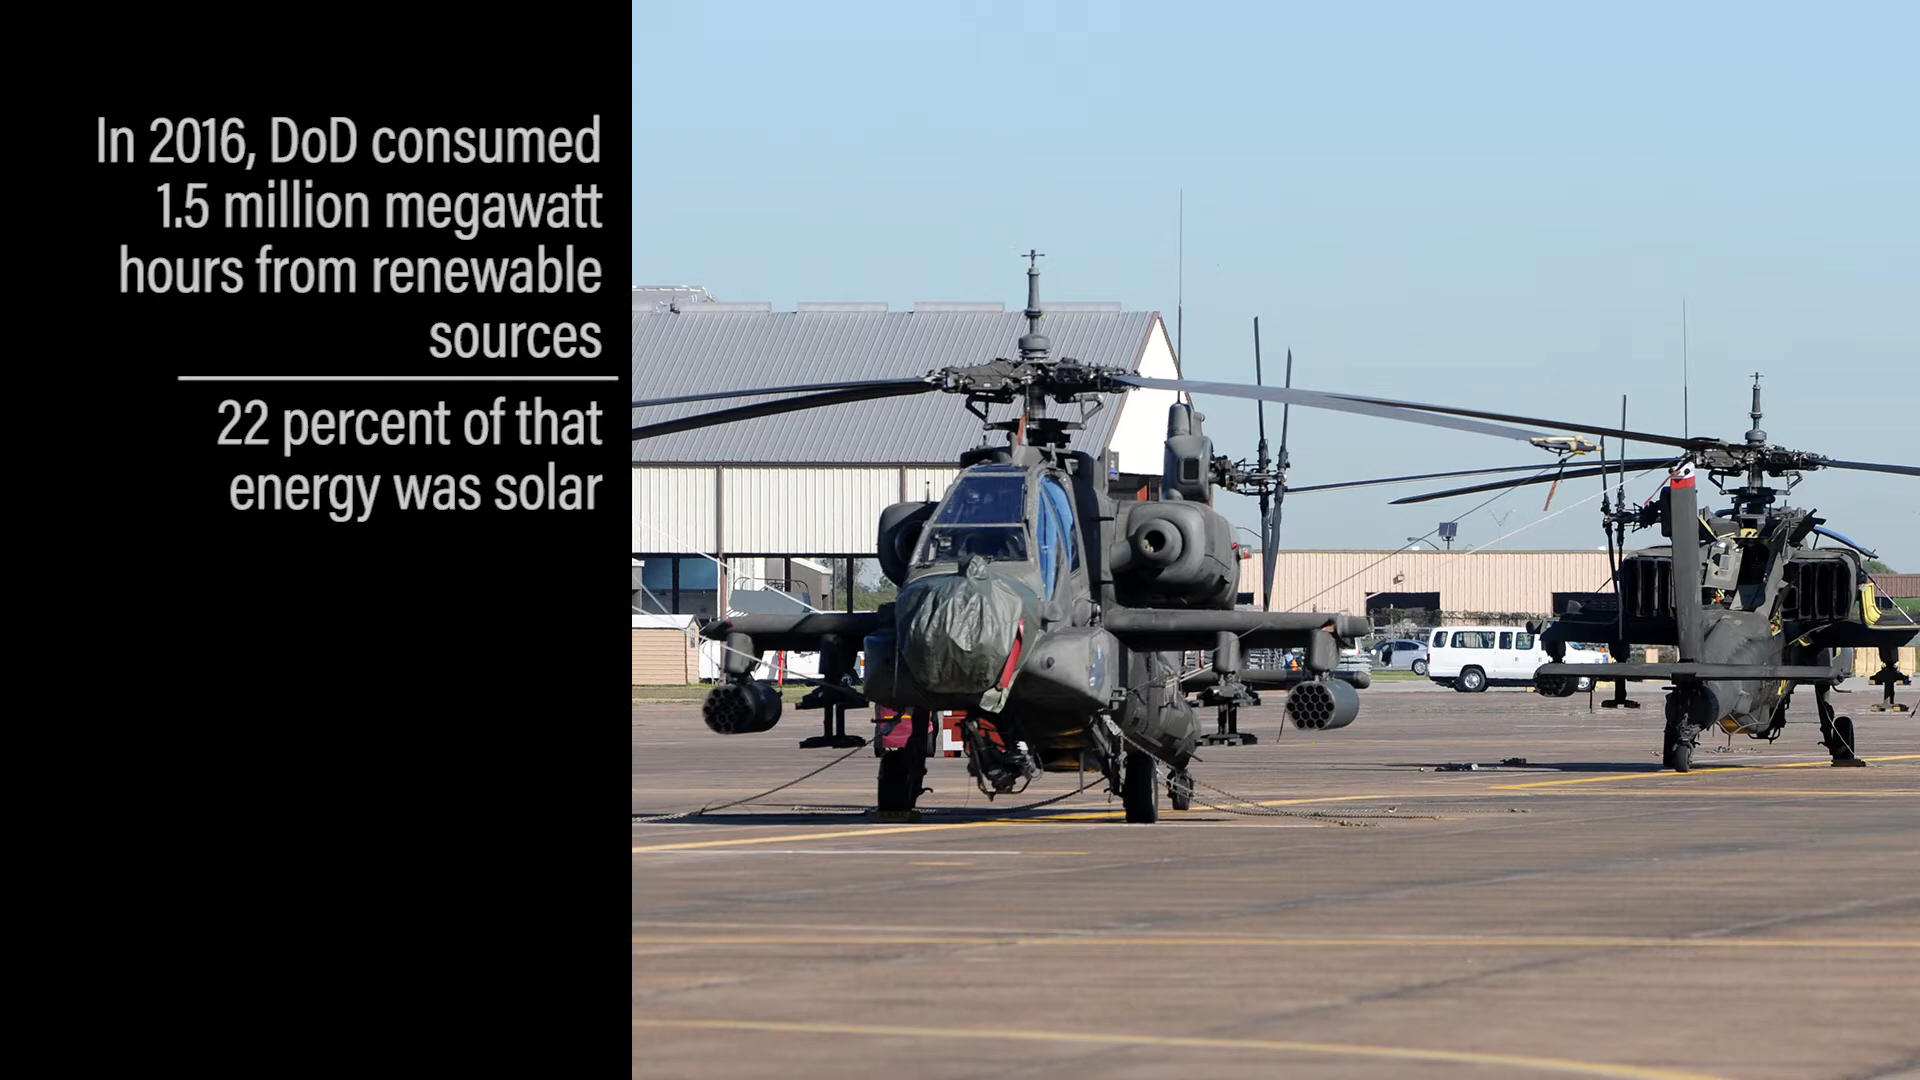 In 2016, DoD consumed
1.5 million megawatt
hours from renewable
sources
22 percent of that
energy was solar